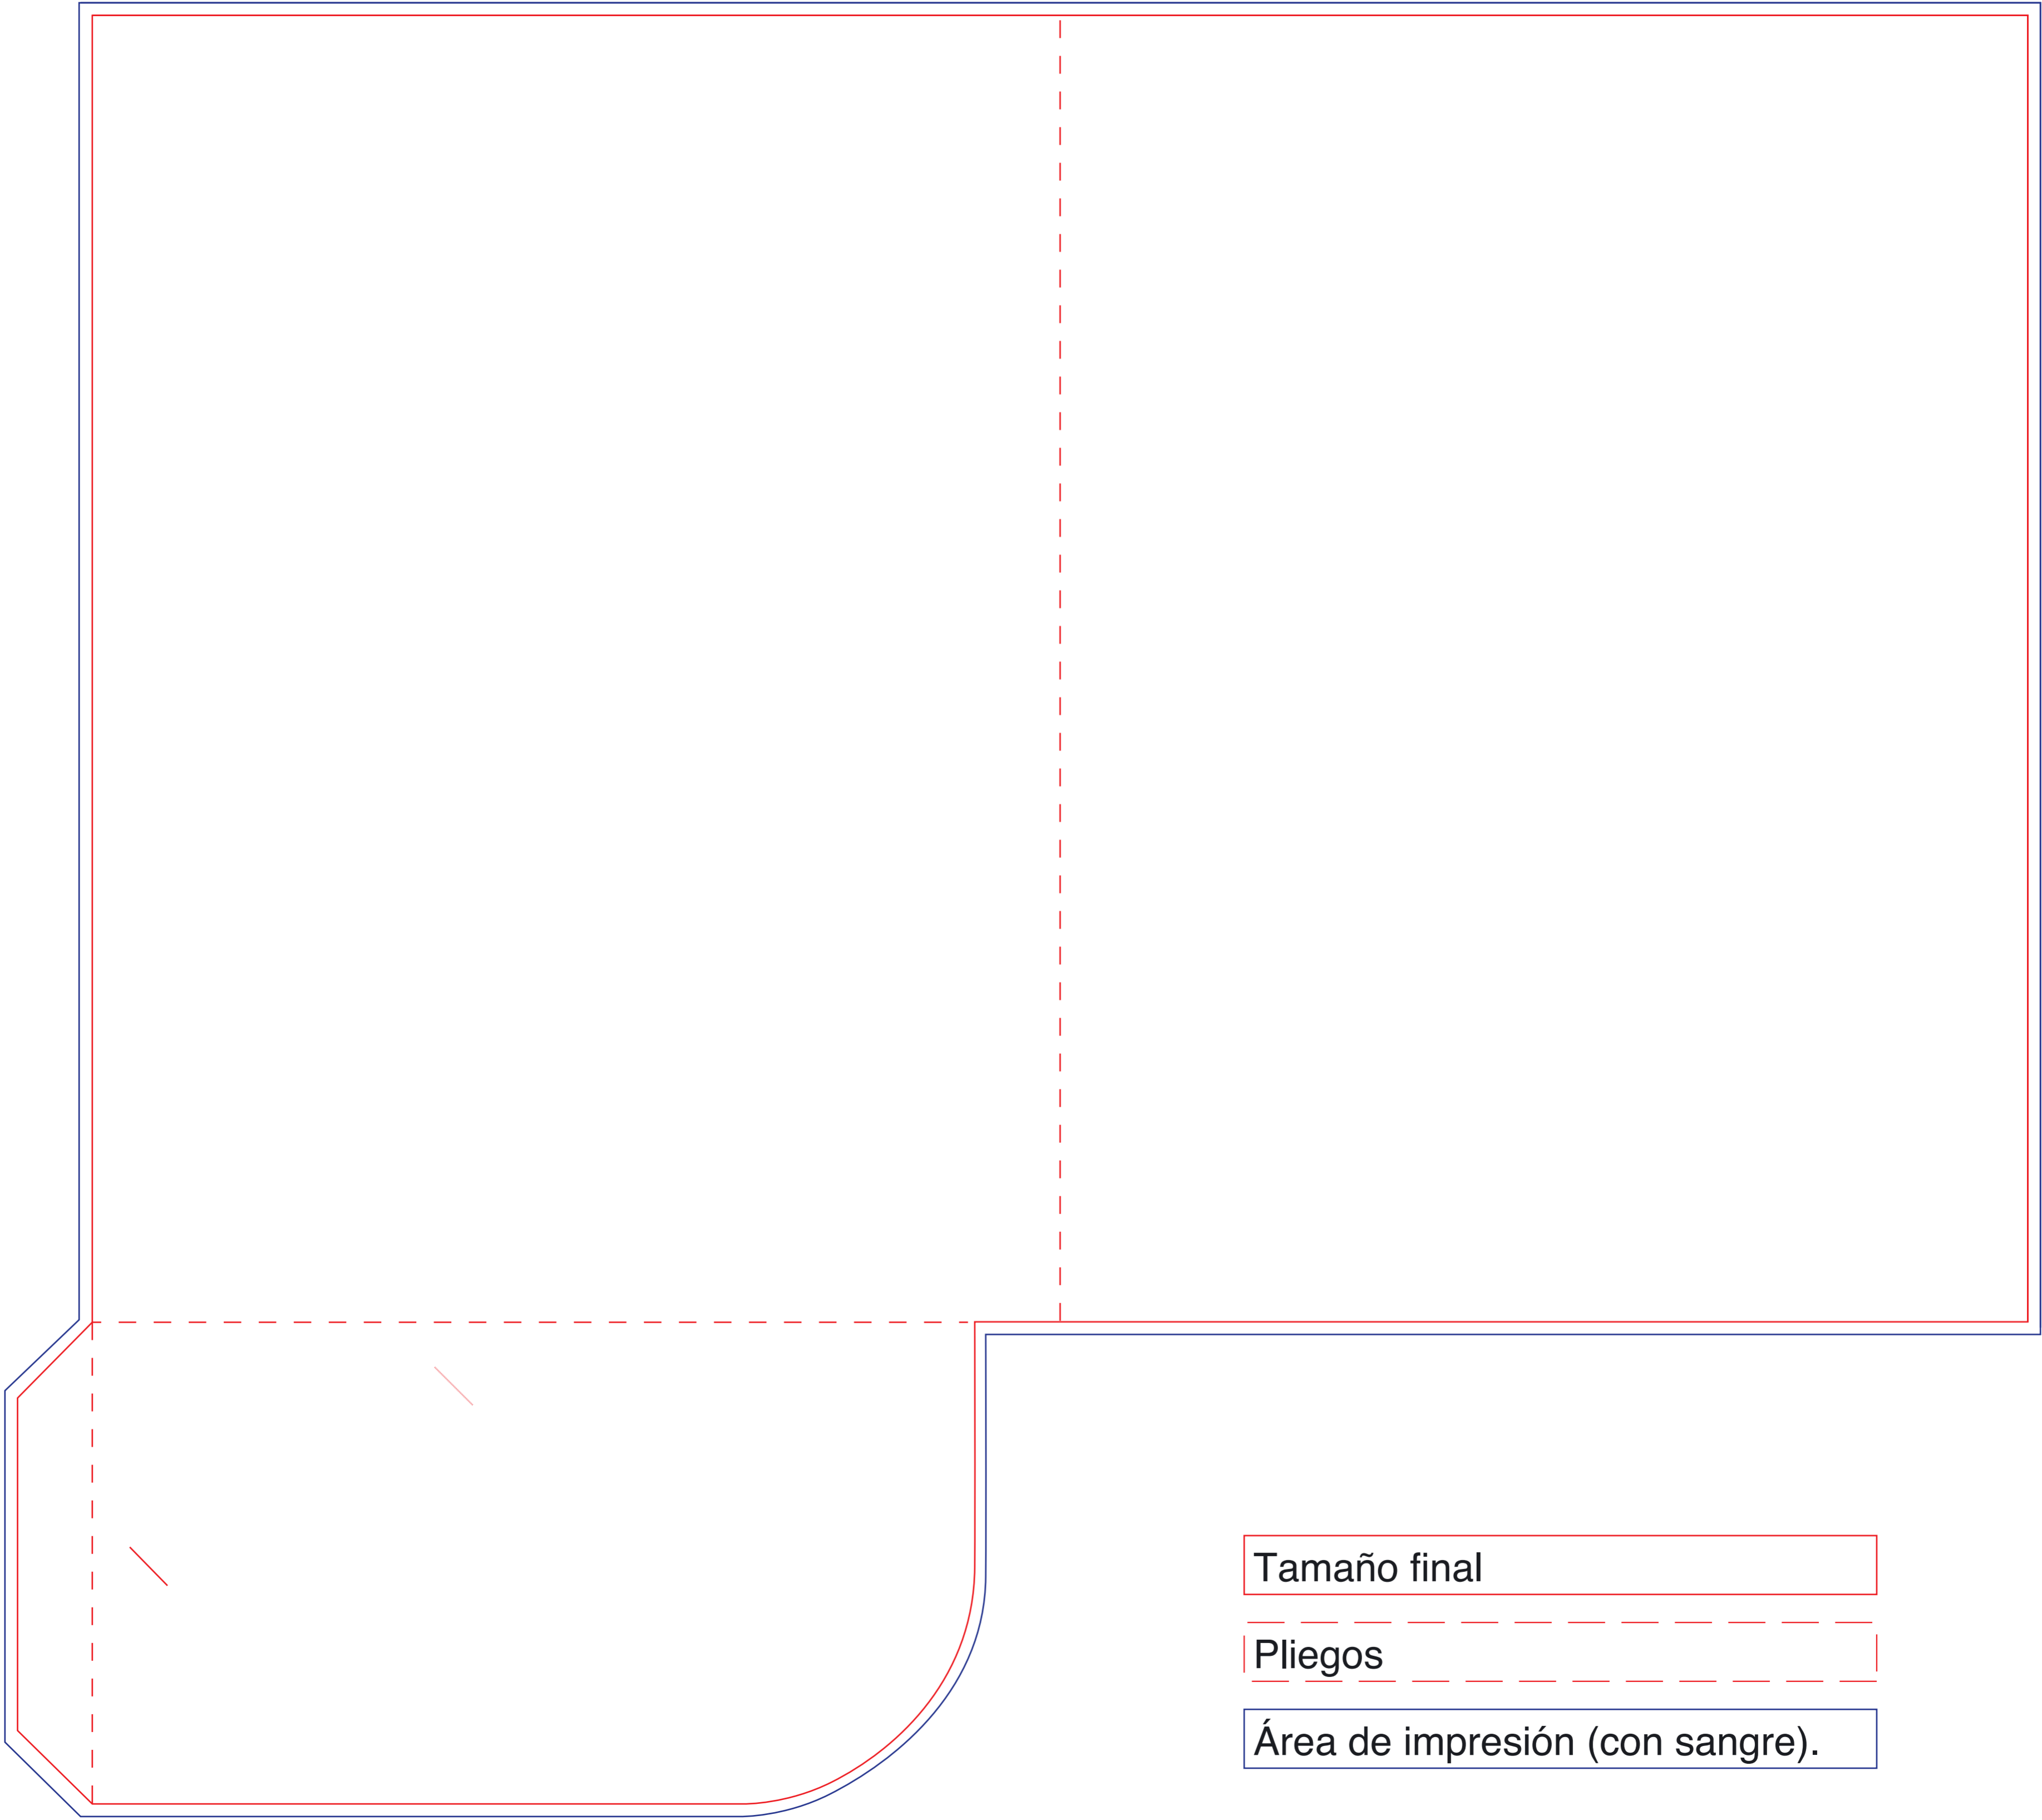 Tamaño final
Pliegos
Área de impresión (con sangre).